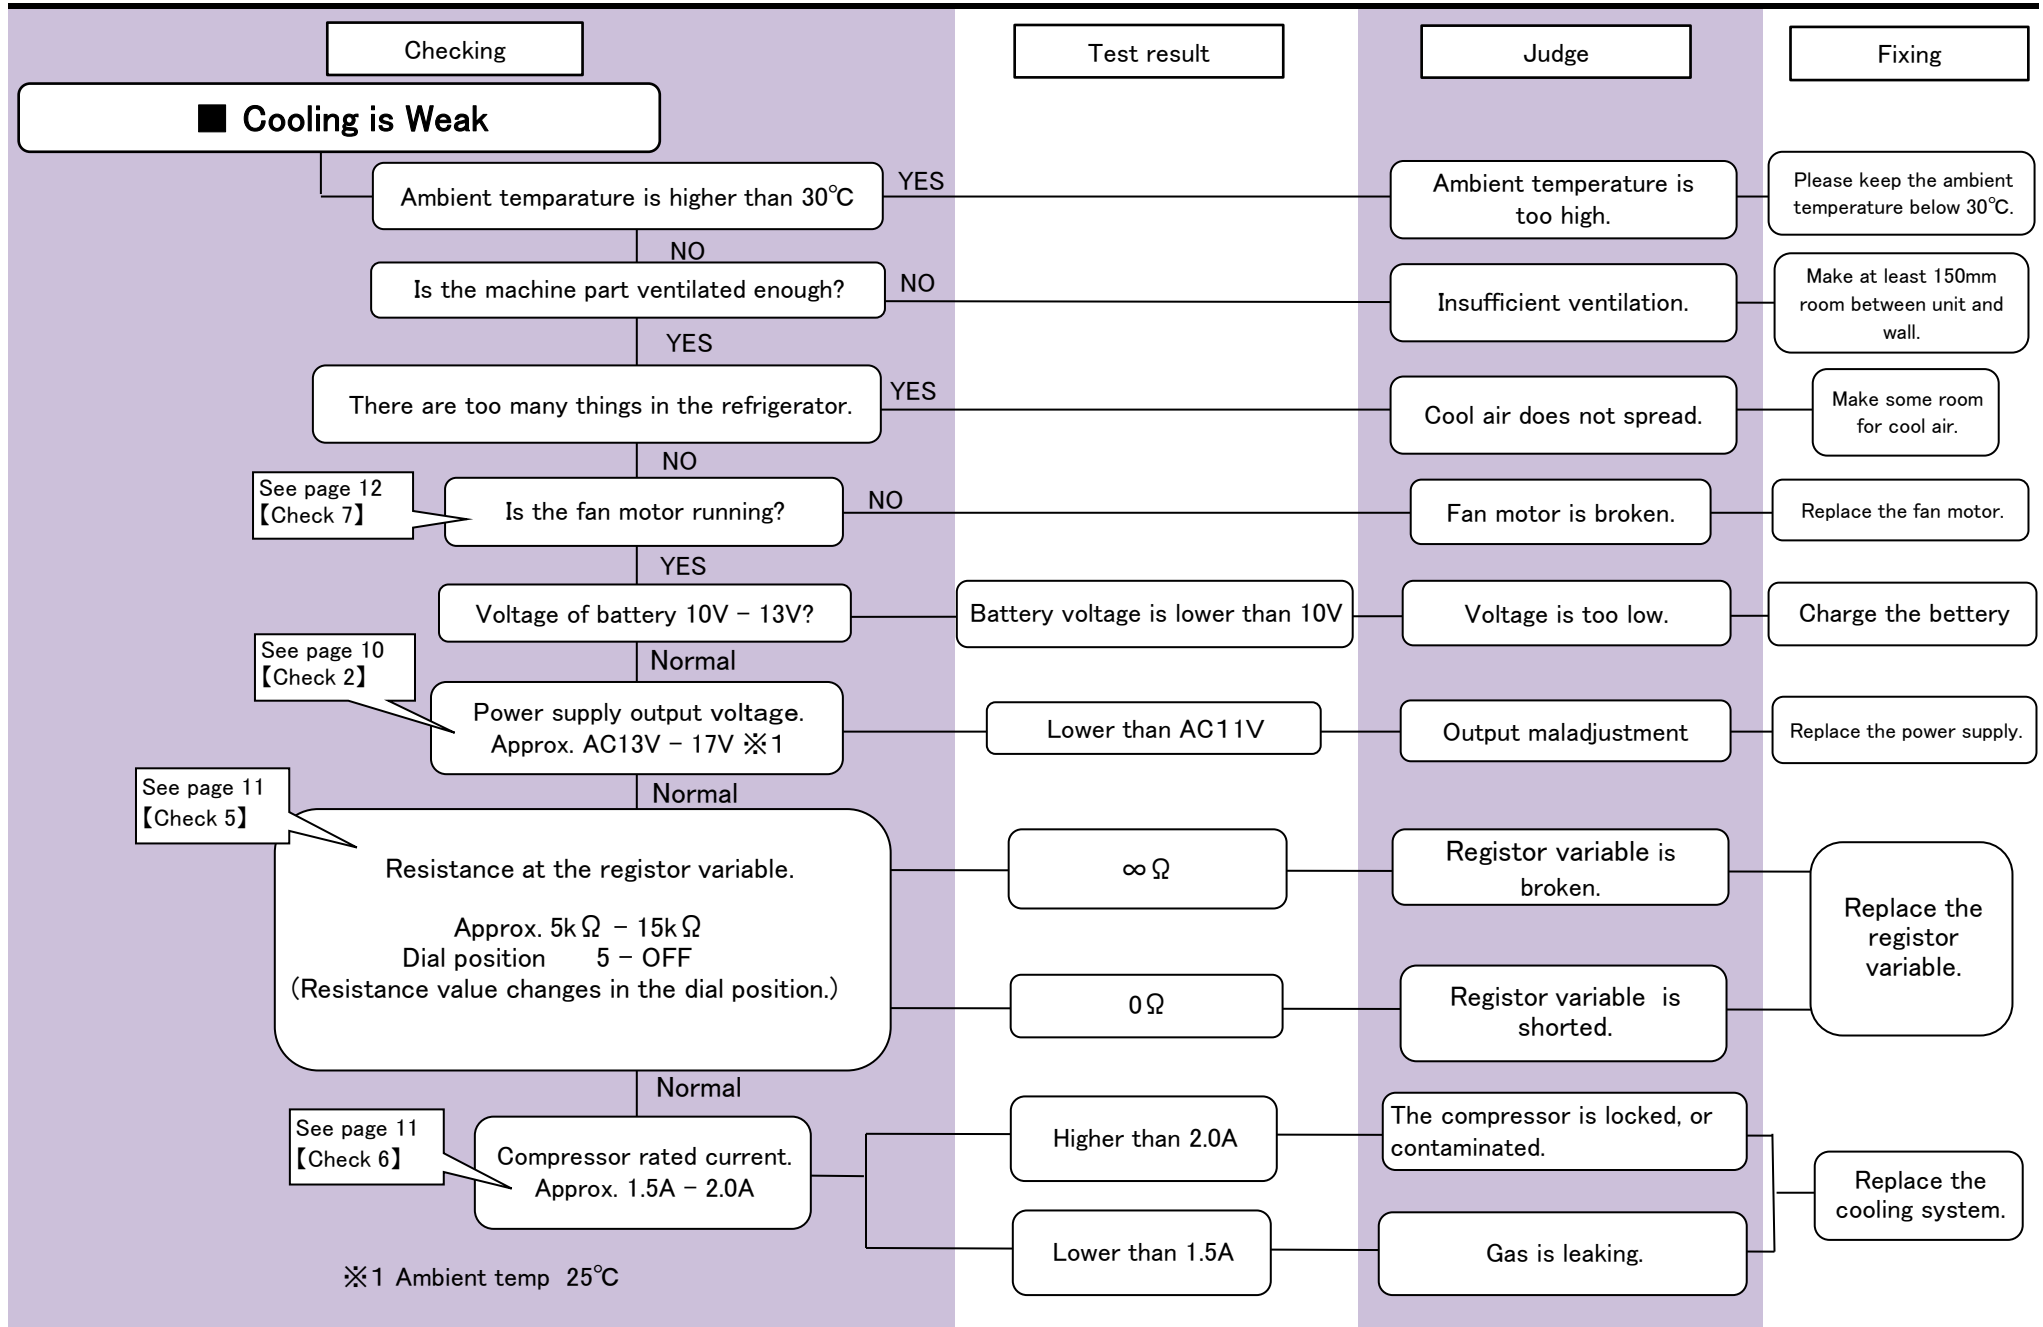 Checking
Test result
Judge
Fixing
■ Cooling is Weak
Ambient temparature is higher than 30℃
YES
Ambient temperature is
too high.
Please keep the ambient
temperature below 30℃.
NO
Is the machine part ventilated enough?
NO
Insufficient ventilation.
Make at least 150mm
room between unit and
wall.
YES
There are too many things in the refrigerator.
YES
Cool air does not spread.
Make some room
for cool air.
NO
See page 12
【Check 7】
Is the fan motor running?
NO
Fan motor is broken.
Replace the fan motor.
YES
Voltage of battery 10V - 13V?
Battery voltage is lower than 10V
Voltage is too low.
Charge the bettery
Normal
See page 10
【Check 2】
Power supply output voltage.
Approx. AC13V - 17V ※1
Lower than AC11V
Output maladjustment
Replace the power supply.
Normal
See page 11
【Check 5】
Resistance at the registor variable.
Approx. 5kΩ - 15kΩ
Dial position 5 - OFF
(Resistance value changes in the dial position.)
∞Ω
Registor variable is
broken.
0Ω
Registor variable is
shorted.
Replace the
registor
variable.
Normal
See page 11
【Check 6】
Compressor rated current.
Approx. 1.5A - 2.0A
Higher than 2.0A
The compressor is locked, or
contaminated.
Lower than 1.5A
Gas is leaking.
Replace the
cooling system.
※1 Ambient temp 25℃